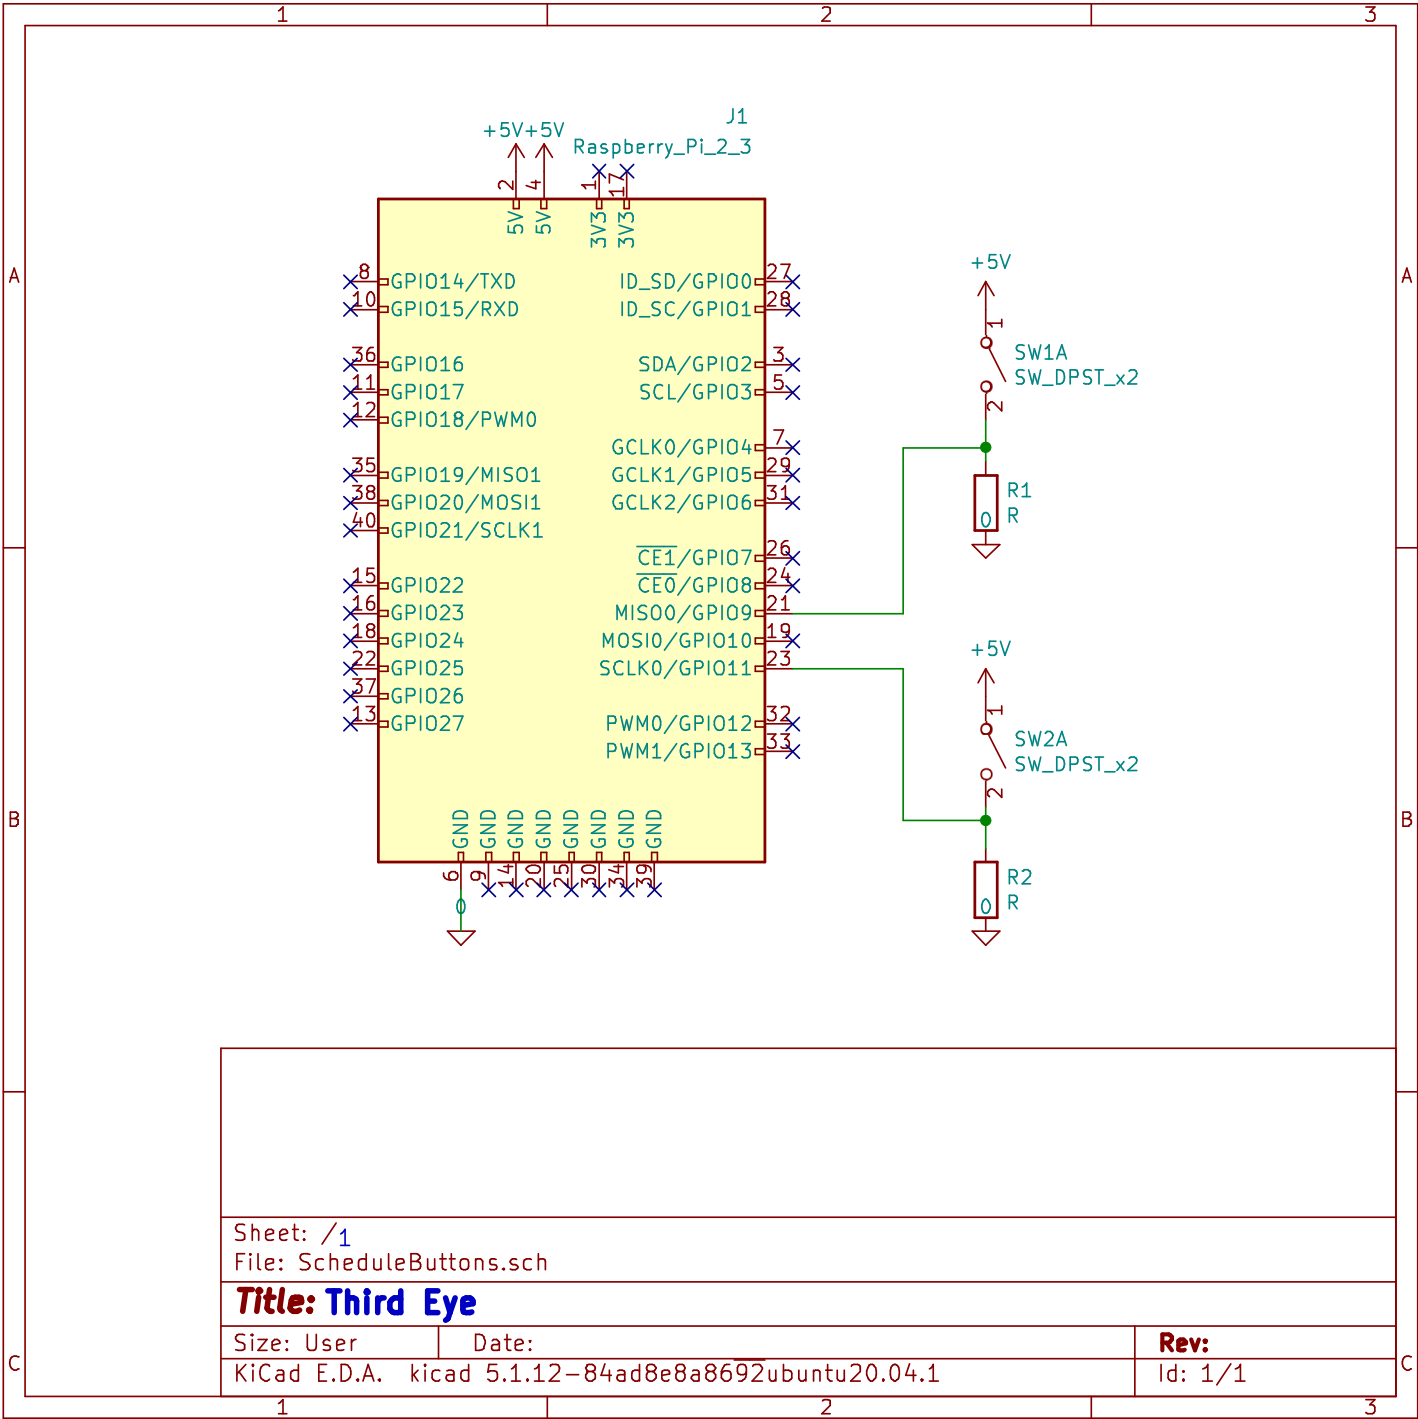 1 2 3
J1
+5V +5V
Raspberry_Pi_2_3
2 4 1 17
5V 5V 3V3 3V3
A A
+5V
8 GPIO14/TXD ID_SD/GPIO0 27
10 GPIO15/RXD ID_SC/GPIO1 28
1
SW1A
36 GPIO16 SDA/GPIO2 3
SW_DPST_x2
11 GPIO17 SCL/GPIO3 5
2
12 GPIO18/PWM0
GCLK0/GPIO4 7
35 GPIO19/MISO1 GCLK1/GPIO5 29
R1
38 GPIO20/MOSI1 GCLK2/GPIO6 31
R
0
40 GPIO21/SCLK1
CE1/GPIO7 26
15 GPIO22 CE0/GPIO8 24
16 GPIO23 MISO0/GPIO9 21
18 GPIO24 MOSI0/GPIO10 19
+5V
22 GPIO25 SCLK0/GPIO11 23
37 GPIO26
1
13 GPIO27 PWM0/GPIO12 32
SW2A
PWM1/GPIO13 33
SW_DPST_x2
2
B B
GND GND GND GND GND GND GND GND
6 9 14 20 25 30 34 39
R2
R
0 0
Sheet: /1
File: ScheduleButtons.sch
Title: Third Eye
Size: User Date: Rev:
KiCad E.D.A. kicad 5.1.12-84ad8e8a8692ubuntu20.04.1 Id: 1/1
C C
1 2 3